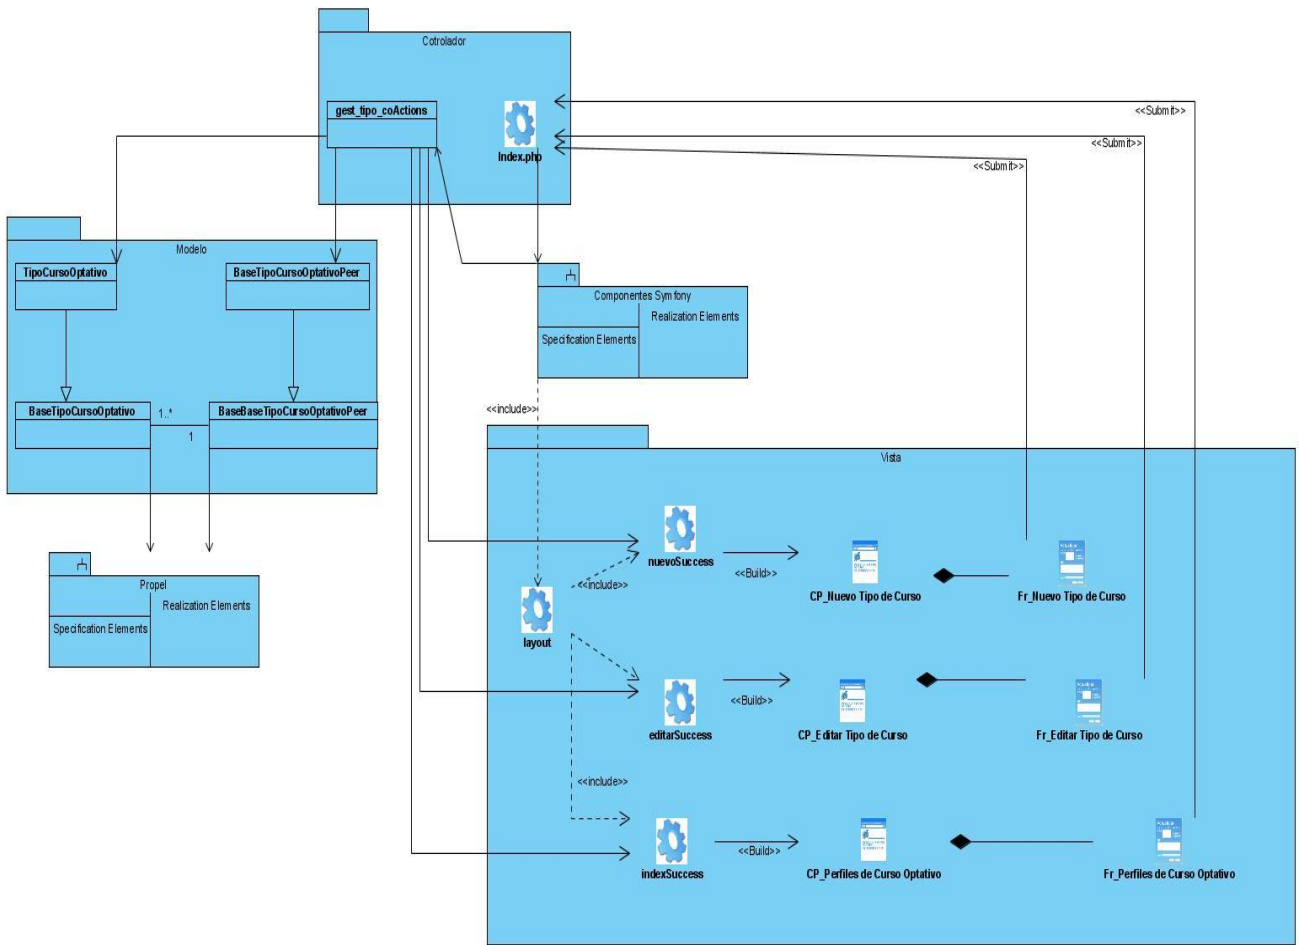 Cotrolador
gest_tipo_coActions
Index.php
<<Submit>>
<<Submit>>
<<Submit>>
Modelo
TipoCursoOptativo
BaseTipoCursoOptativoPeer
BaseTipoCursoOptativo
1..*
1
BaseBaseTipoCursoOptativoPeer
Componentes Symfony
Realization Elements
Specification Elements
<<include>>
Propel
Realization Elements
Specification Elements
Vista
nuevoSuccess
<<Build>>
CP_Nuevo Tipo de Curso
Fr_Nuevo Tipo de Curso
<<include>>
layout
editarSuccess
<<Build>>
CP_Editar Tipo de Curso
Fr_Editar Tipo de Curso
<<include>>
indexSuccess
<<Build>>
CP_Perfiles de Curso Optativo
Fr_Perfiles de Curso Optativo